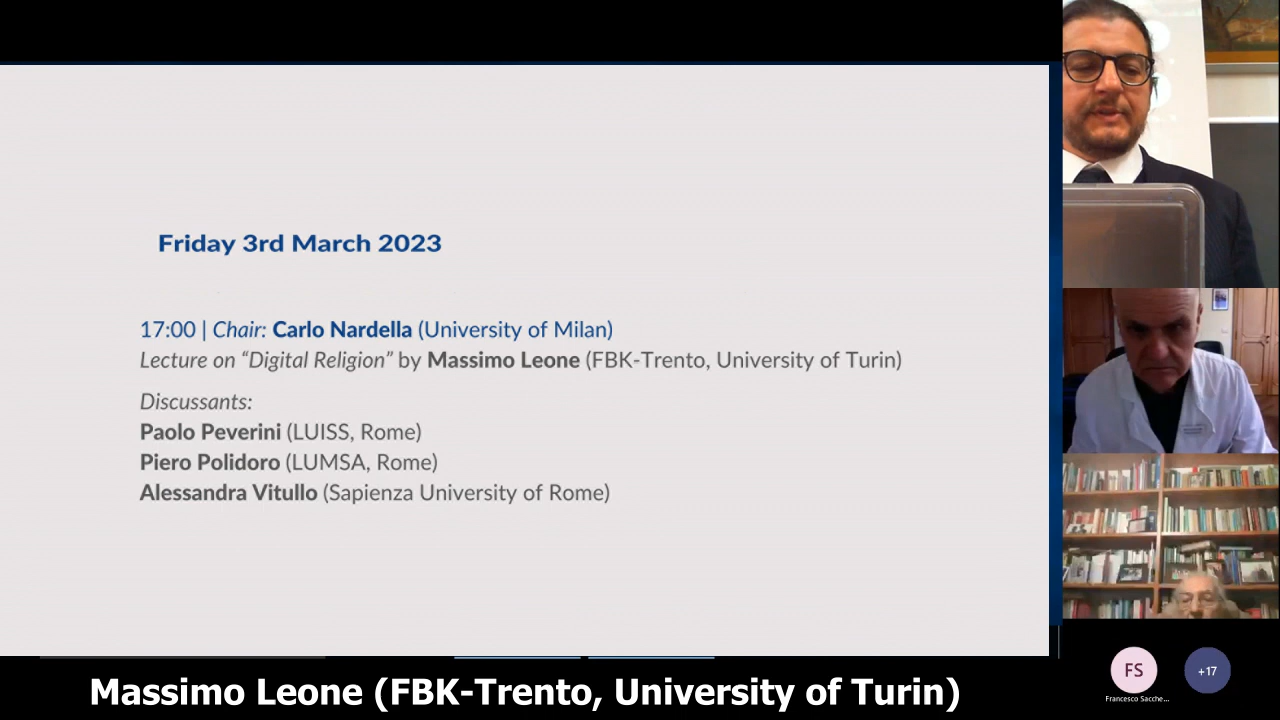 Friday 3rd March 2023
17:00 | Chair: Carlo Nardella (University of Milan)
Lecture on “Digital Religion” by Massimo Leone (FBK-Trento, University of Turin)
Discussants:
Paolo Peverini (LUISS, Rome)
Piero Polidoro (LUMSA, Rome)
Alessandra Vitullo (Sapienza University of Rome)
FS
+17
Francesco Sacche...
Massimo Leone (FBK-Trento, University of Turin)